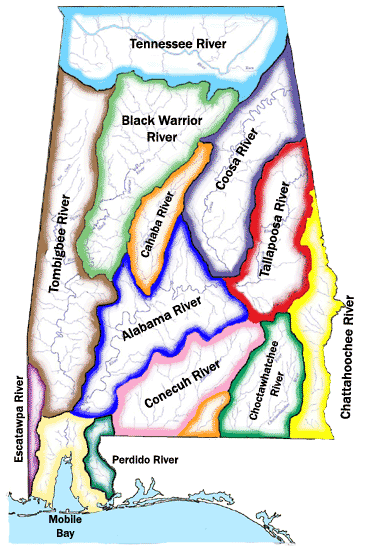 Tennessee River
Black Warrior
River
Coosa River
Cahaba River
Tallapoosa River
Tombigbee River
Alabama River
Chattahoochee River
Conecuh River
Choctawhatchee
River
Escatawpa River
Perdido River
Mobile
Bay